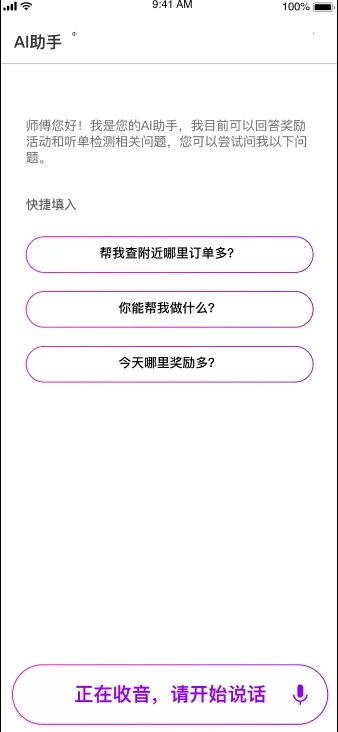 9:41 AM
100%
AI助手
师傅您好！我是您的AI助手，我目前可以回答奖励
活动和听单检测相关问题，您可以尝试问我以下问
题。
快捷填入
帮我查附近哪里订单多?
你能帮我做什么?
今天哪里奖励多?
正在收音，请开始说话